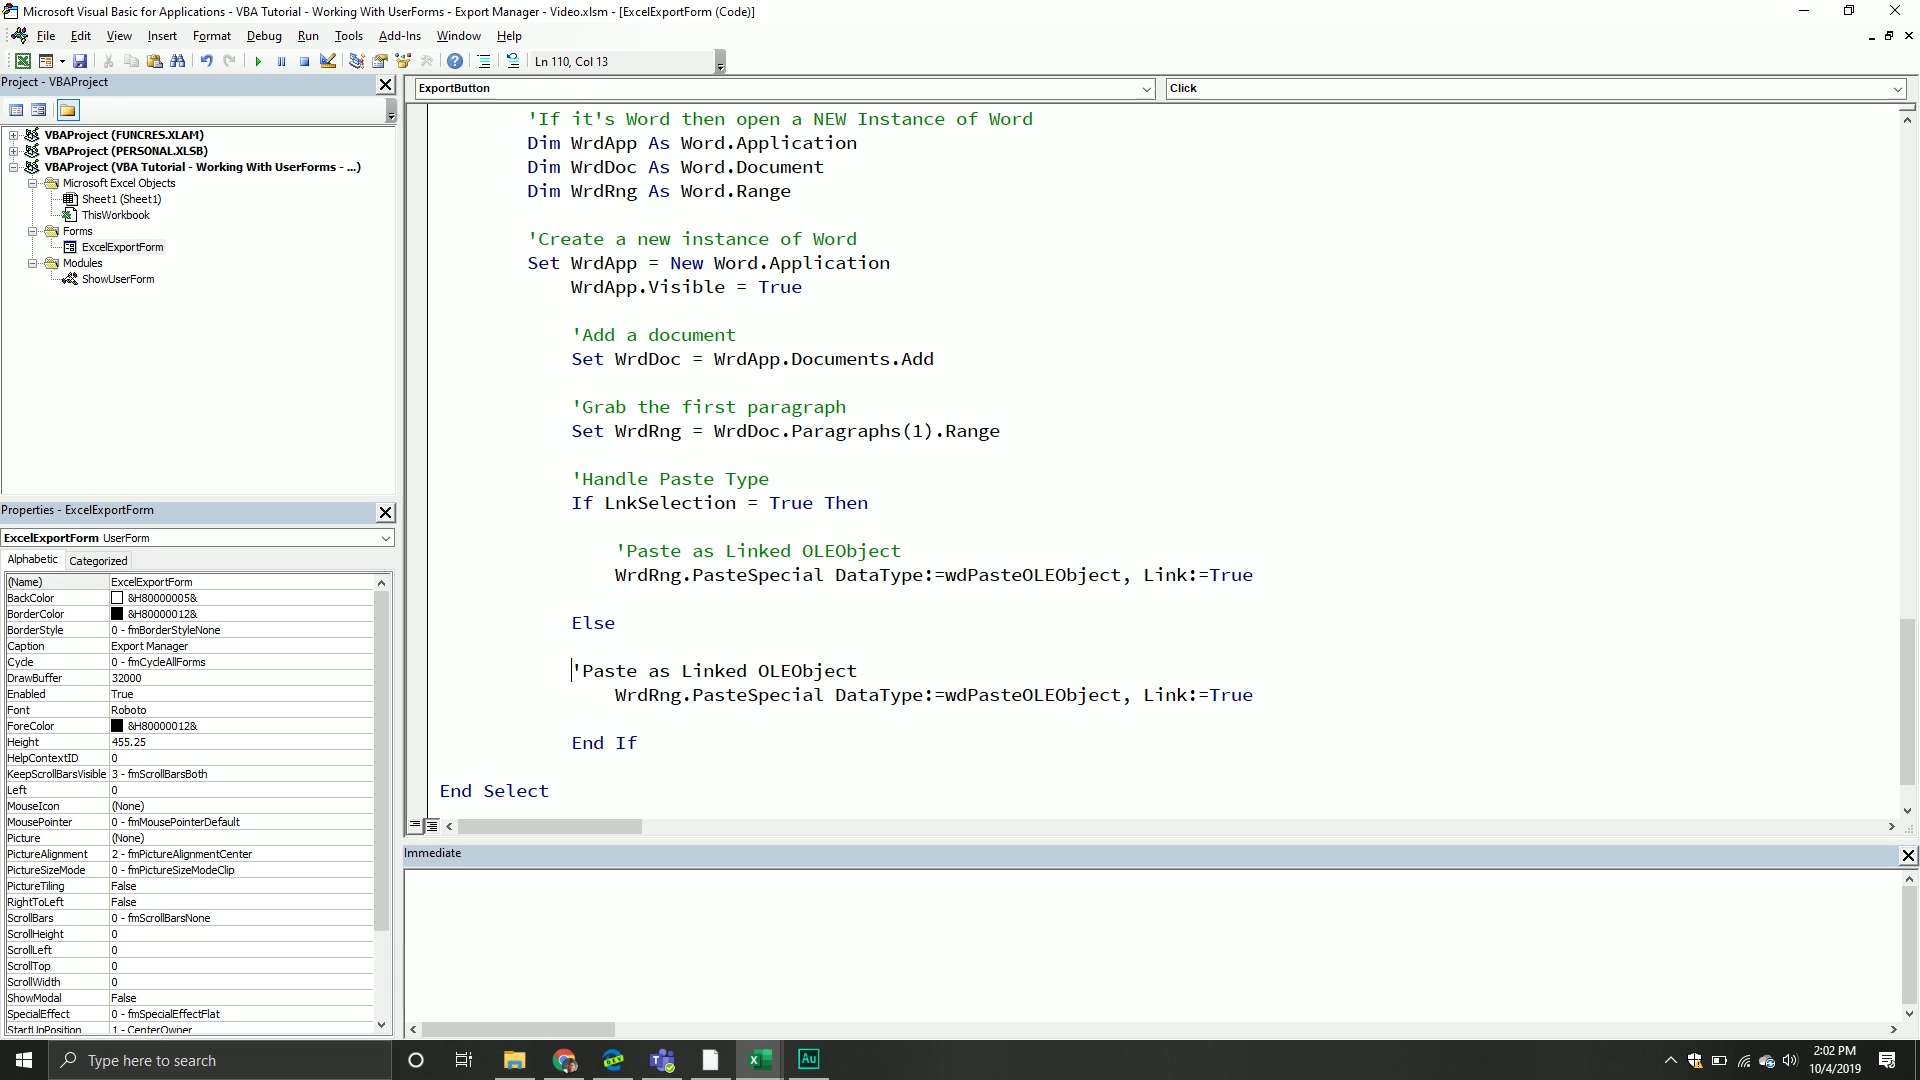 Microsoft Visual Basic for Applications - VBA Tutorial - Working With UserForms - Export Manager - Video.xlsm - [ExcelExportForm (Code)]
File Edit View Insert Format Debug Run Tools Add-Ins Window Help
Ln 110, Col 13
Project - VBAProject
VBAProject (FUNCRES.XLAM)
VBAProject (PERSONAL.XLSB)
VBAProject (VBA Tutorial - Working With UserForms - ...)
Microsoft Excel Objects
Sheet1 (Sheet1)
ThisWorkbook
Forms
ExcelExportForm
Modules
ShowUserForm
Properties - ExcelExportForm
ExcelExportForm UserForm
Alphabetic Categorized
(Name) ExcelExportForm
BackColor &H80000005&
BorderColor &H80000012&
BorderStyle 0 - fmBorderStyleNone
Caption Export Manager
Cycle 0 - fmCycleAllForms
DrawBuffer 32000
Enabled True
Font Roboto
ForeColor &H80000012&
Height 455.25
HelpContextID 0
KeepScrollBarsVisible 3 - fmScrollBarsBoth
Left 0
MouseIcon (None)
MousePointer 0 - fmMousePointerDefault
Picture (None)
PictureAlignment 2 - fmPictureAlignmentCenter
PictureSizeMode 0 - fmPictureSizeModeClip
PictureTiling False
RightToLeft False
ScrollBars 0 - fmScrollBarsNone
ScrollHeight 0
ScrollLeft 0
ScrollTop 0
ScrollWidth 0
ShowModal False
SpecialEffect 0 - fmSpecialEffectFlat
StartUpPosition 1 - CenterOwner
ExportButton Click
'If it's Word then open a NEW Instance of Word
Dim WrdApp As Word.Application
Dim WrdDoc As Word.Document
Dim WrdRng As Word.Range
'Create a new instance of Word
Set WrdApp = New Word.Application
WrdApp.Visible = True
'Add a document
Set WrdDoc = WrdApp.Documents.Add
'Grab the first paragraph
Set WrdRng = WrdDoc.Paragraphs(1).Range
'Handle Paste Type
If LnkSelection = True Then
'Paste as Linked OLEObject
WrdRng.PasteSpecial DataType:=wdPasteOLEObject, Link:=True
Else
'Paste as Linked OLEObject
WrdRng.PasteSpecial DataType:=wdPasteOLEObject, Link:=True
End If
End Select
Immediate
Type here to search
Au
2:02 PM
10/4/2019